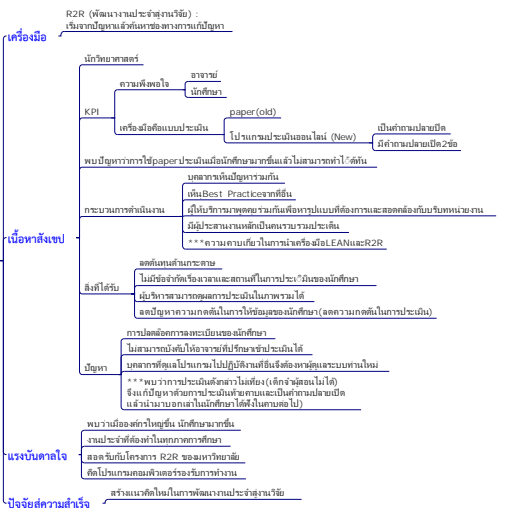 R2R (พัฒนางานประจำสู่งานวิจัย) :
เริ่มจากปัญหาแล้วค้นหาช่องทางการแก้ปัญหา
เครื่องมือ
นักวิทยาศาสตร์
KPI
ความพึงพอใจ
อาจารย์
นักศึกษา
เครื่องมือคือแบบประเมิน
paper(old)
โปรแกรมประเมินออนไลน์ (New)
เป็นคำถามปลายปิด
มีคำถามปลายเปิด2ข้อ
พบปัญหาว่าการใช้paperประเมินเมื่อนักศึกษามากขึ้นแล้วไม่สามารถทำได้ทัน
กระบวนการดำเนินงาน
บุคลากรเห็นปัญหาร่วมกัน
เห็นBest Practiceจากที่อื่น
ผู้ให้บริการมาพูดคุยร่วมกันเพื่อหารูปแบบที่ต้องการและสอดคล้องกับบริบทหน่วยงาน
มีผู้ประสานงานหลักเป็นคนรวบรวมประเด็น
***ความคาบเกี่ยวในการนำเครื่องมือLEANและR2R
เนื้อหาสังเขป
สิ่งที่ได้รับ
ลดต้นทุนด้านกระดาษ
ไม่มีข้อจำกัดเรื่องเวลาและสถานที่ในการประเมินของนักศึกษา
ผู้บริหารสามารถดูผลการประเมินในภาพรวมได้
ลดปัญหาความกดดันในการให้ข้อมูลของนักศึกษา(ลดความกดดันในการประเมิน)
ปัญหา
การปลดล็อคการลงทะเบียนของนักศึกษา
ไม่สามารถบังคับให้อาจารย์ที่ปรึกษาเข้าประเมินได้
บุคลากรที่ดูแลโปรแกรมไปปฏิบัติงานที่อื่นจึงต้องหาผู้ดูแลระบบท่านใหม่
***พบว่าการประเมินดังกล่าวไม่เที่ยง(เด็กจำผู้สอนไม่ได้)
จึงแก้ปัญหาด้วยการประเมินท้ายคาบและเป็นคำถามปลายปิด
แล้วนำมาบอกเล่าในนักศึกษาได้ฟังในคาบต่อไป)
แรงบันดาลใจ
พบว่าเมื่อองค์กรใหญ่ขึ้น นักศึกษามากขึ้น
งานประจำที่ต้องทำในทุกภาคการศึกษา
สอดรับกับโครงการ R2R ของมหาวิทยาลัย
คิดโปรแกรมคอมพิวเตอร์รองรับการทำงาน
ปัจจัยสู่ความสำเร็จ
สร้างแนวคิดใหม่ในการพัฒนางานประจำสู่งานวิจัย